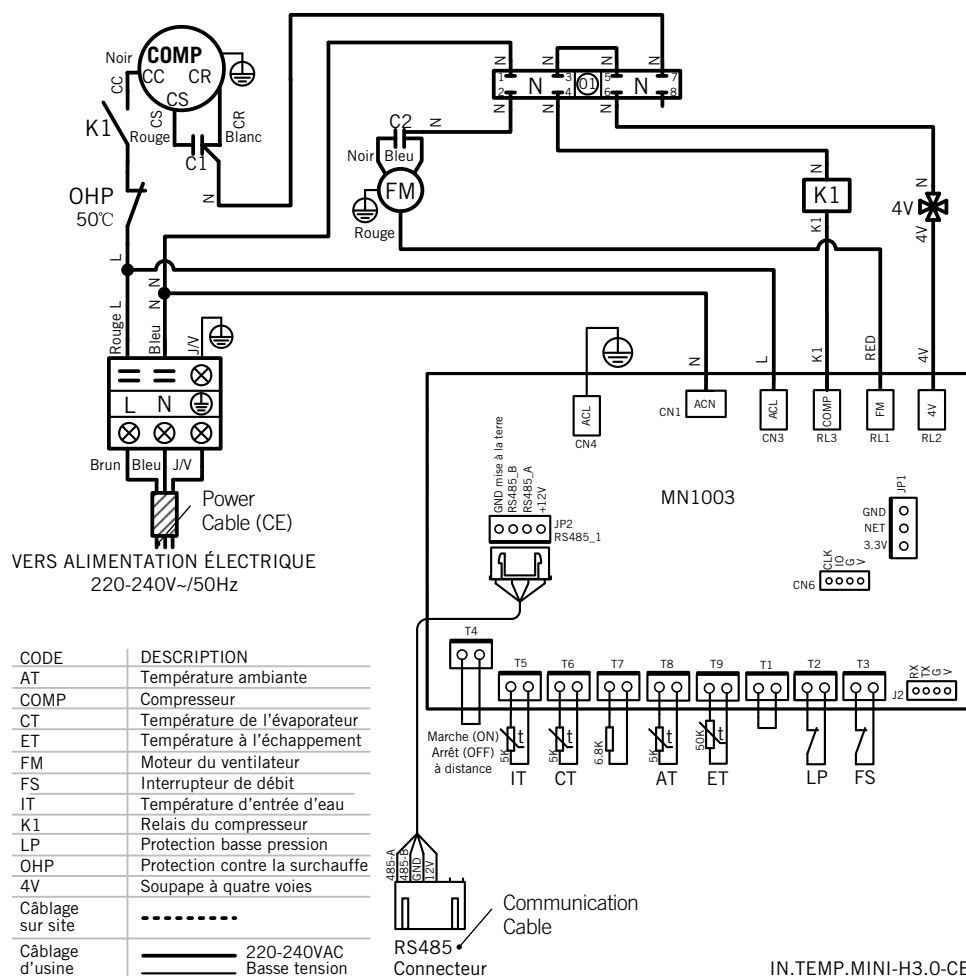 Noir
COMP
CC
CR
CS
CC
K1
CS
Rouge
CR
Blanc
C1
N
OHP
50℃
L
N
N
Rouge L
Bleu
J/V
L N
Brun
Bleu
J/V
Power
Cable (CE)
VERS ALIMENTATION ÉLECTRIQUE
220-240V~/50Hz
C2
N
Noir
Bleu
FM
Rouge
N N N N
1 3 5 7
N 01 N
2 4 6 8
N N N
N
K1
K1
N
4V
4V
N
L
K1
RED
4V
ACL
CN4
CN1
ACN
ACL
CN3
COMP
RL3
FM
RL1
4V
RL2
MN1003
GND mise à la terre
RS485_B
RS485_A
+12V
JP2
RS485_1
JP1
GND
NET
3.3V
CLK
IO
G
V
CN6
T4
T5
T6
T7
T8
T9
T1
T2
T3
RX
TX
G
V
J2
Marche (ON)
Arrêt (OFF)
à distance
5K
t
IT
5K
t
CT
6.8K
5K
t
AT
50K
t
ET
LP
FS
485-A
485-B
GND
12V
RS485
Connecteur
Communication
Cable
CODE DESCRIPTION
AT Température ambiante
COMP Compresseur
CT Température de l'évaporateur
ET Température à l'échappement
FM Moteur du ventilateur
FS Interrupteur de débit
IT Température d'entrée d'eau
K1 Relais du compresseur
LP Protection basse pression
OHP Protection contre la surchauffe
4V Soupape à quatre voies
Câblage
sur site
Câblage
d'usine
220-240VAC
Basse tension
IN.TEMP.MINI-H3.0-CE